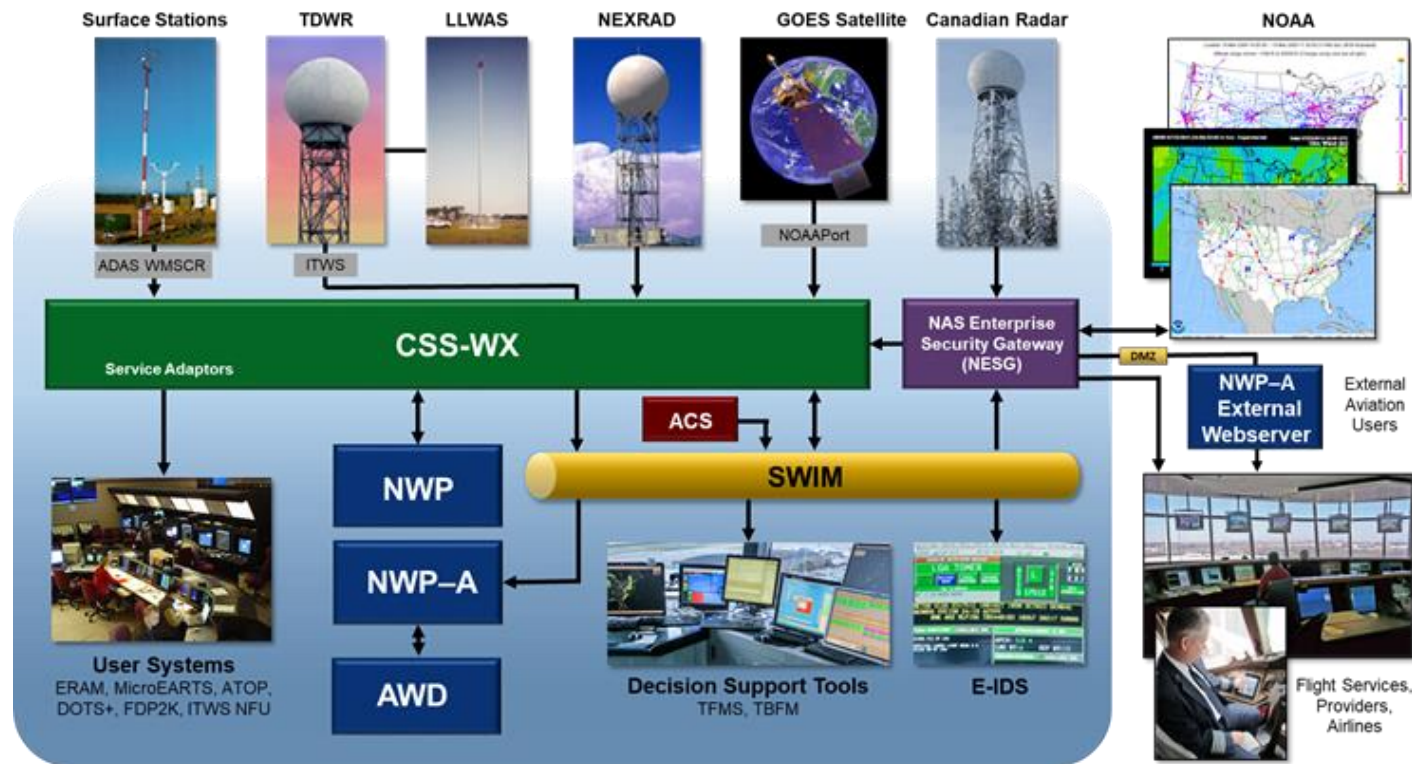 Surface Stations
TDWR
LLWAS
NEXRAD
GOES Satellite
Canadian Radar
NOAA
ADAS WMSCR
ITWS
NOAAPort
CSS-WX
Service Adaptors
NAS Enterprise
Security Gateway
(NESG)
DMZ
NWP–A
External
Webserver
External
Aviation
Users
ACS
SWIM
NWP
NWP–A
AWD
LGA TOWER
User Systems
ERAM, MicroEARTS, ATOP,
DOTS+, FDP2K, ITWS NFU
Decision Support Tools
TFMS, TBFM
E-IDS
Flight Services,
Providers,
Airlines